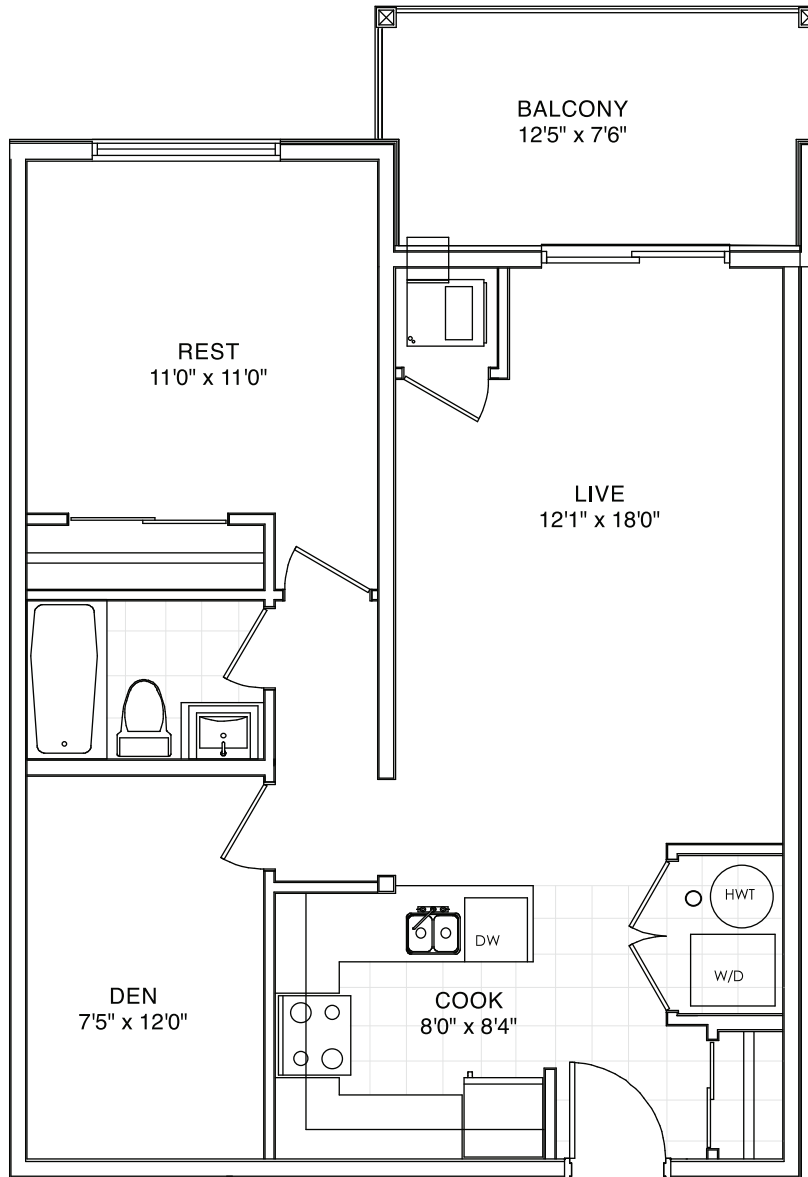 BALCONY
12'5" x 7'6"
REST
11'0" x 11'0"
LIVE
12'1" x 18'0"
HWT
DW
W/D
DEN
7'5" x 12'0"
COOK
8'0" x 8'4"